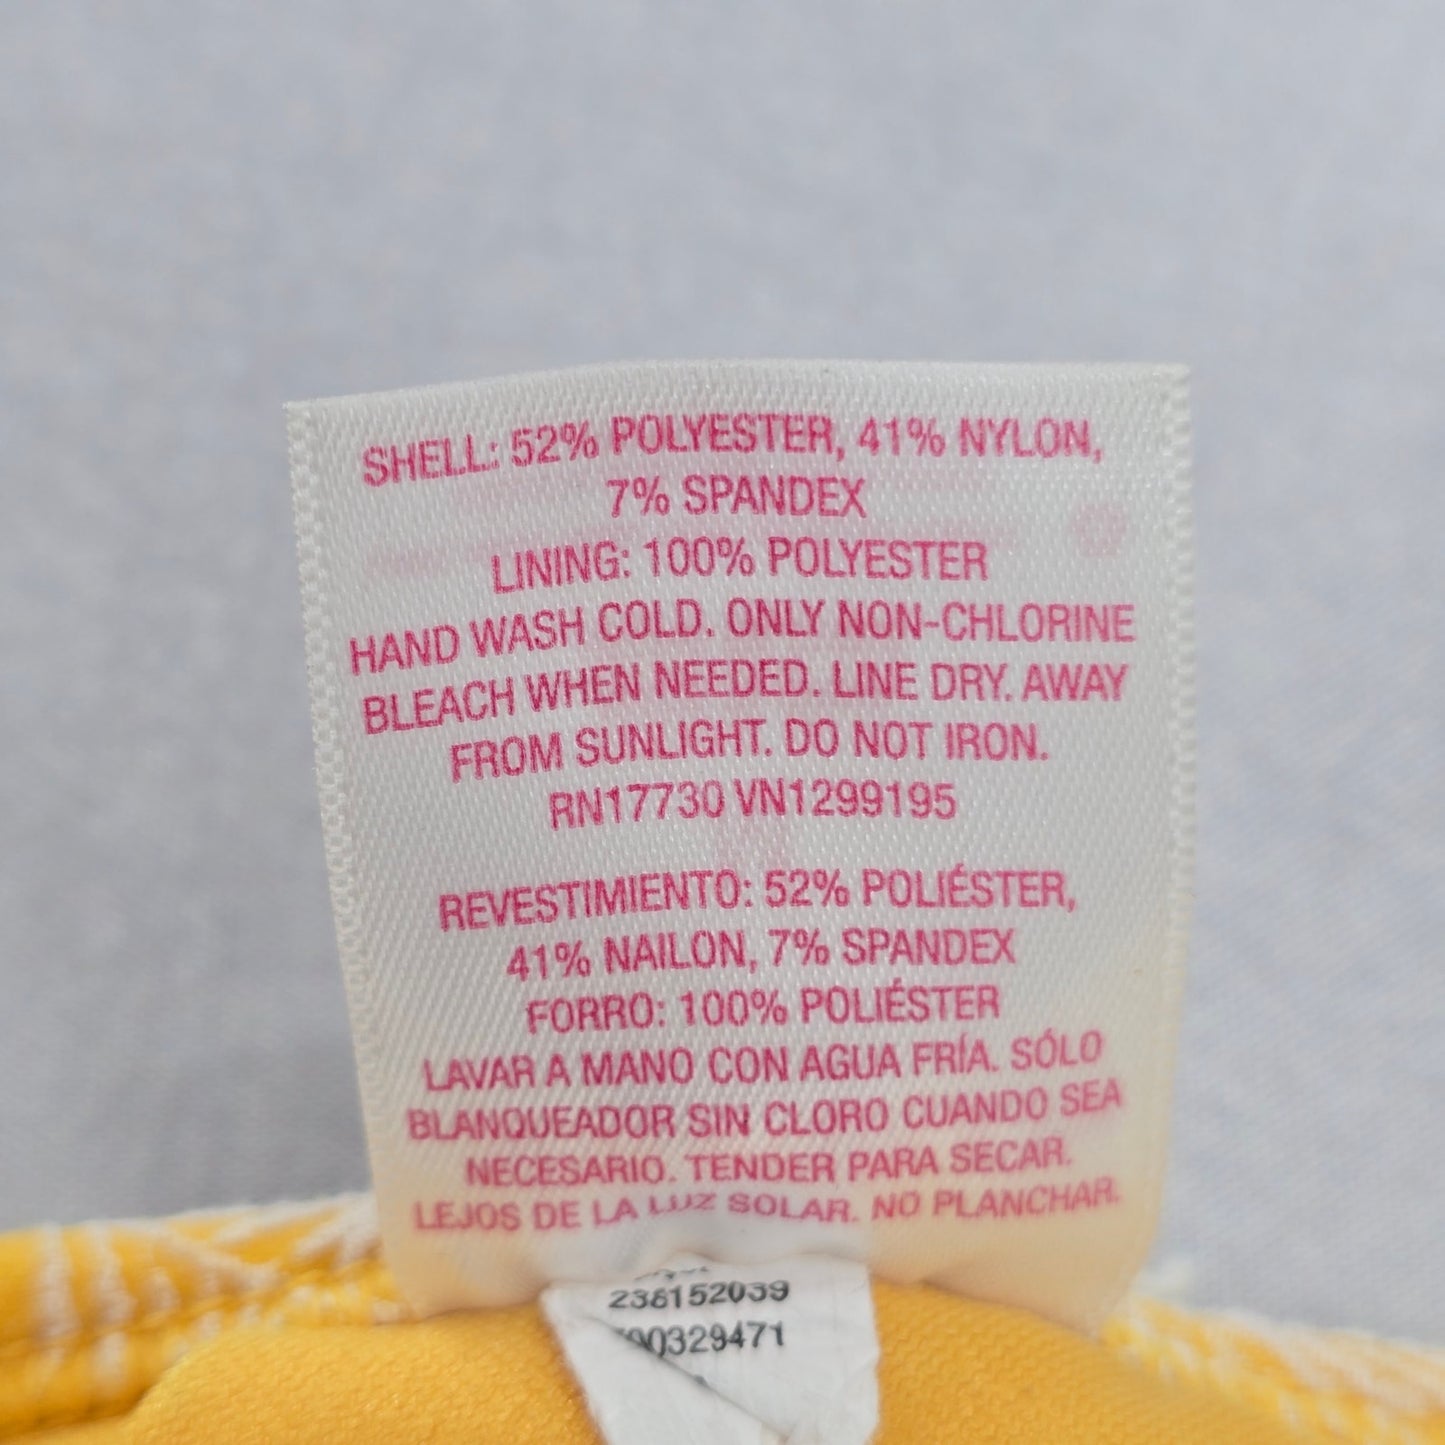 SHELL: 52% POLYESTER, 41% NYLON,
7% SPANDEX
LINING: 100% POLYESTER
HAND WASH COLD. ONLY NON-CHLORINE
BLEACH WHEN NEEDED. LINE DRY. AWAY
FROM SUNLIGHT. DO NOT IRON.
RN17730 VN1299195
REVESTIMIENTO: 52% POLIÉSTER,
41% NAILON, 7% SPANDEX
FORRO: 100% POLIÉSTER
LAVAR A MANO CON AGUA FRÍA. SÓLO
BLANQUEADOR SIN CLORO CUANDO SEA
NECESARIO. TENDER PARA SECAR.
LEJOS DE LA LUZ SOLAR. NO PLANCHAR.
238152039